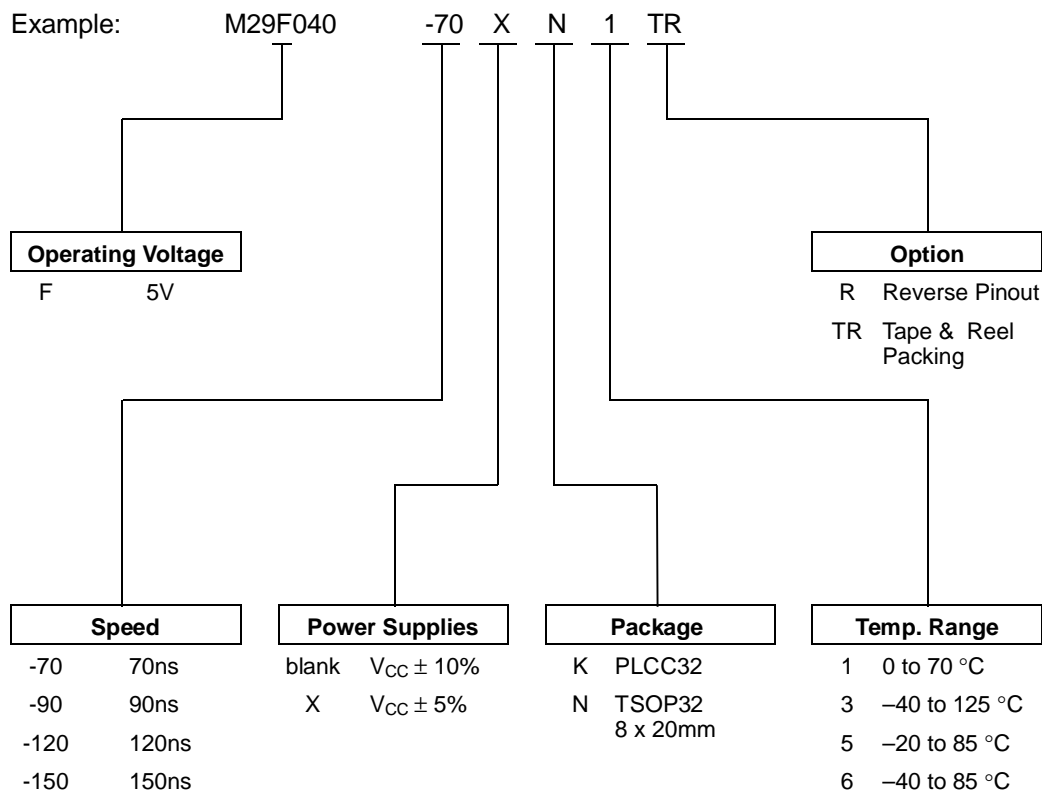 Example: M29F040 -70 X N 1 TR
Operating Voltage
F 5V
Option
R Reverse Pinout
TR Tape & Reel
Packing
Speed
-70 70ns
-90 90ns
-120 120ns
-150 150ns
Power Supplies
blank VCC ± 10%
X VCC ± 5%
Package
K PLCC32
N TSOP32
8 x 20mm
Temp. Range
1 0 to 70 °C
3 –40 to 125 °C
5 –20 to 85 °C
6 –40 to 85 °C